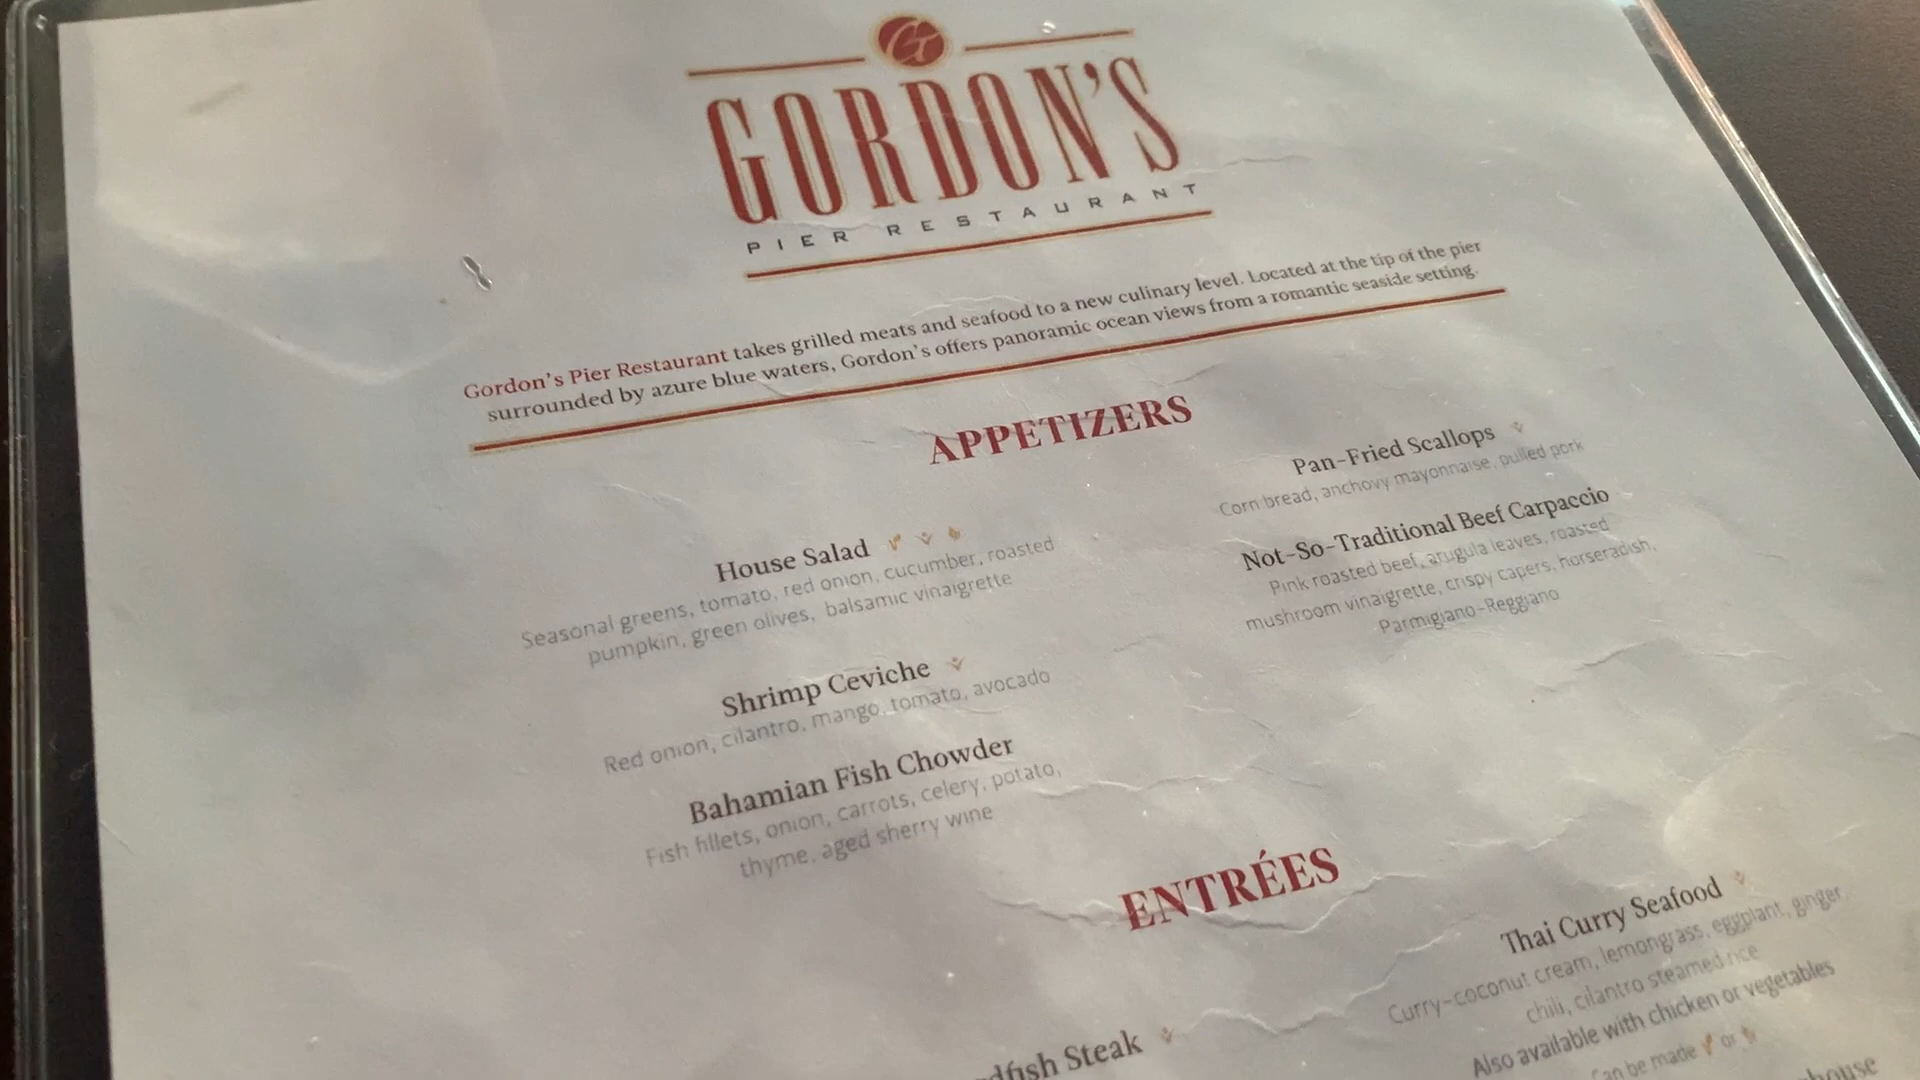 GORDON'S
PIER RESTAURANT
Gordon's Pier Restaurant takes grilled meats and seafood to a new culinary level. Located at the tip of the pier
surrounded by azure blue waters, Gordon's offers panoramic ocean views from a romantic seaside setting.
APPETIZERS
House Salad
Seasonal greens, tomato, red onion, cucumber, roasted
pumpkin, green olives, balsamic vinaigrette
Shrimp Ceviche
Red onion, cilantro, mango, tomato, avocado
Bahamian Fish Chowder
Fish fillets, onion, carrots, celery, potato,
thyme, aged sherry wine
Pan-Fried Scallops
Corn bread, anchovy mayonnaise, pulled pork
Not-So-Traditional Beef Carpaccio
Pink roasted beef, arugula leaves, roasted
mushroom vinaigrette, crispy capers, horseradish,
Parmigiano-Reggiano
ENTRÉES
dfish Steak
Thai Curry Seafood
Curry-coconut cream, lemongrass, eggplant, ginger
chili, cilantro steamed rice
Also available with chicken or vegetables
Can be made or
house